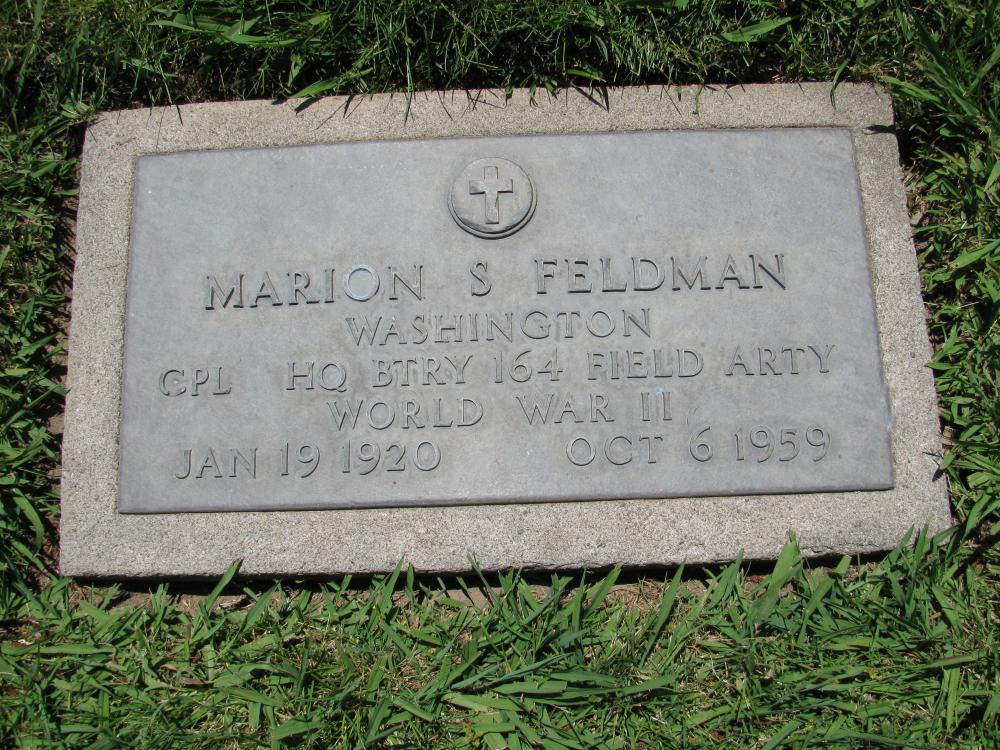 MARION S FELDMAN
WASHINGTON
CPL HQ BTRY 164 FIELD ARTY
WORLD WAR II
JAN 19 1920 OCT 6 1959